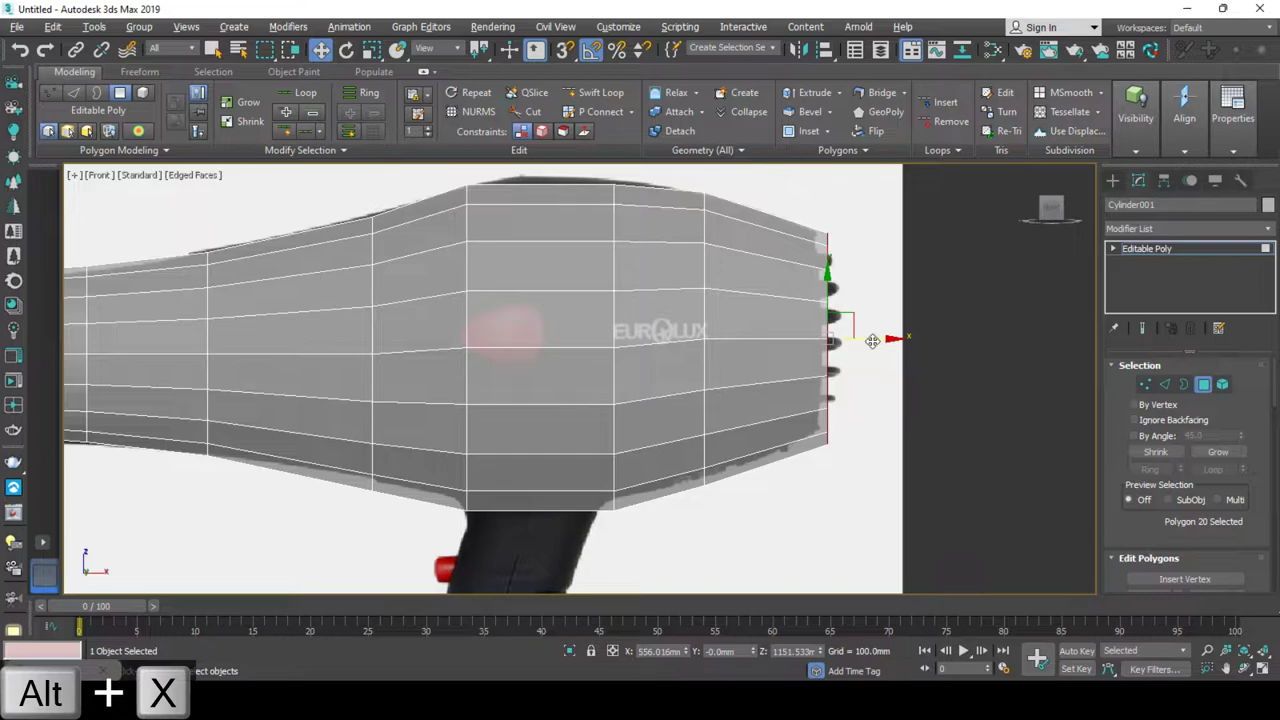 Untitled - Autodesk 3ds Max 2019
File Edit Tools Group Views Create Modifiers Animation Graph Editors Rendering Civil View Customize Scripting Interactive Content Arnold Help Sign In Workspaces: Default
All View Create Selection Se
Modeling Freeform Selection Object Paint Populate
Editable Poly
Grow Loop Ring
Shrink
Repeat QSlice Swift Loop
NURMS Cut P Connect
Constraints:
Relax Create
Attach Collapse
Detach
Extrude Bridge
Bevel GeoPoly
Inset Flip
Insert
Remove
Edit
Turn
Re-Tri
MSmooth
Tessellate
Use Displac...
Visibility Align Properties
1
Polygon Modeling Modify Selection Edit Geometry (All) Polygons Loops Tris Subdivision
[+] [Front] [Standard] [Edged Faces]
EUROLUX
x
z
x
Cylinder001
Modifier List
Editable Poly
Selection
By Vertex
Ignore Backfacing
By Angle: 45.0
Shrink Grow
Ring Loop
Preview Selection
Off SubObj Multi
Polygon 20 Selected
Edit Polygons
Insert Vertex
0 / 100
0 5 10 15 20 25 30 35 40 45 50 55 60 65 70 75 80 85 90 95 100
1 Object Selected
X: 556.016m Y: -0.0mm Z: 1151.533m Grid = 100.0mm
Add Time Tag
0
Auto Key Selected
Set Key Key Filters...
ect objects
Alt + X